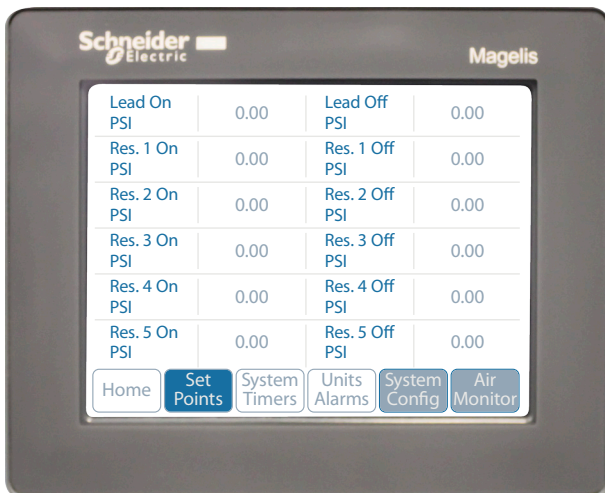 Schneider
Electric
Magelis
Lead On
PSI
0.00
Lead Off
PSI
0.00
Res. 1 On
PSI
0.00
Res. 1 Off
PSI
0.00
Res. 2 On
PSI
0.00
Res. 2 Off
PSI
0.00
Res. 3 On
PSI
0.00
Res. 3 Off
PSI
0.00
Res. 4 On
PSI
0.00
Res. 4 Off
PSI
0.00
Res. 5 On
PSI
0.00
Res. 5 Off
PSI
0.00
Home
Set
Points
System
Timers
Units
Alarms
System
Config
Air
Monitor